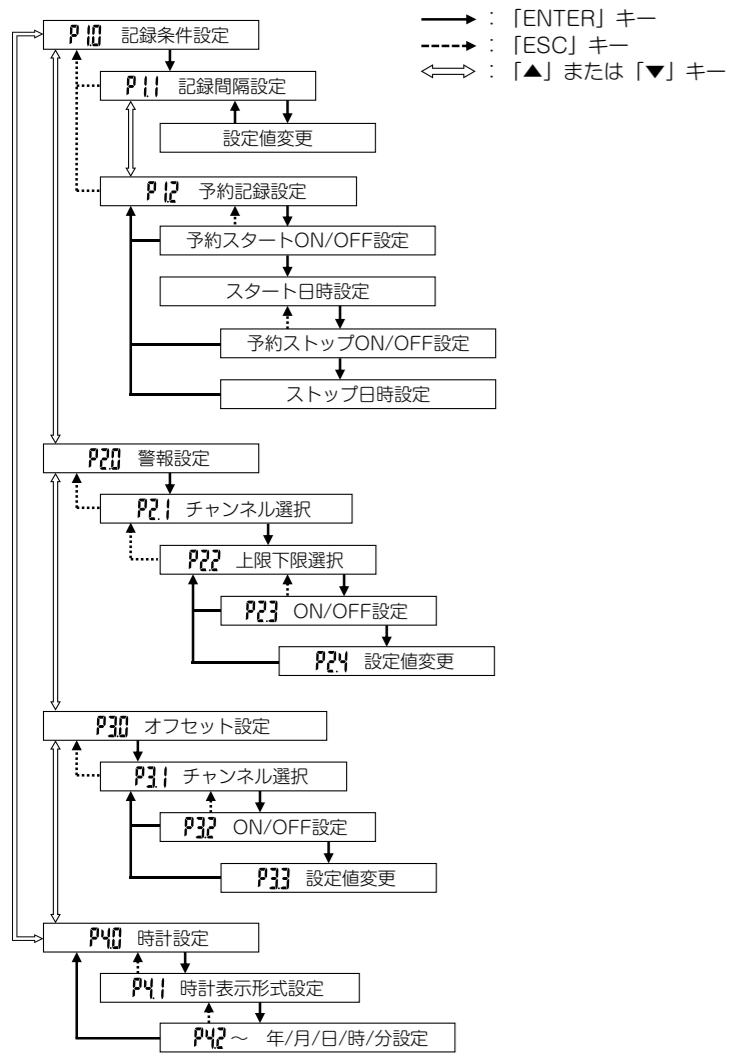 P1.0 記録条件設定
：「ENTER」キー
：「ESC」キー
：「▲」または「▼」キー
P1.1 記録間隔設定
設定値変更
P1.2 予約記録設定
予約スタートON/OFF設定
スタート日時設定
予約ストップON/OFF設定
ストップ日時設定
P2.0 警報設定
P2.1 チャンネル選択
P2.2 上限下限選択
P2.3 ON/OFF設定
P2.4 設定値変更
P3.0 オフセット設定
P3.1 チャンネル選択
P3.2 ON/OFF設定
P3.3 設定値変更
P4.0 時計設定
P4.1 時計表示形式設定
P4.2～ 年/月/日/時/分設定